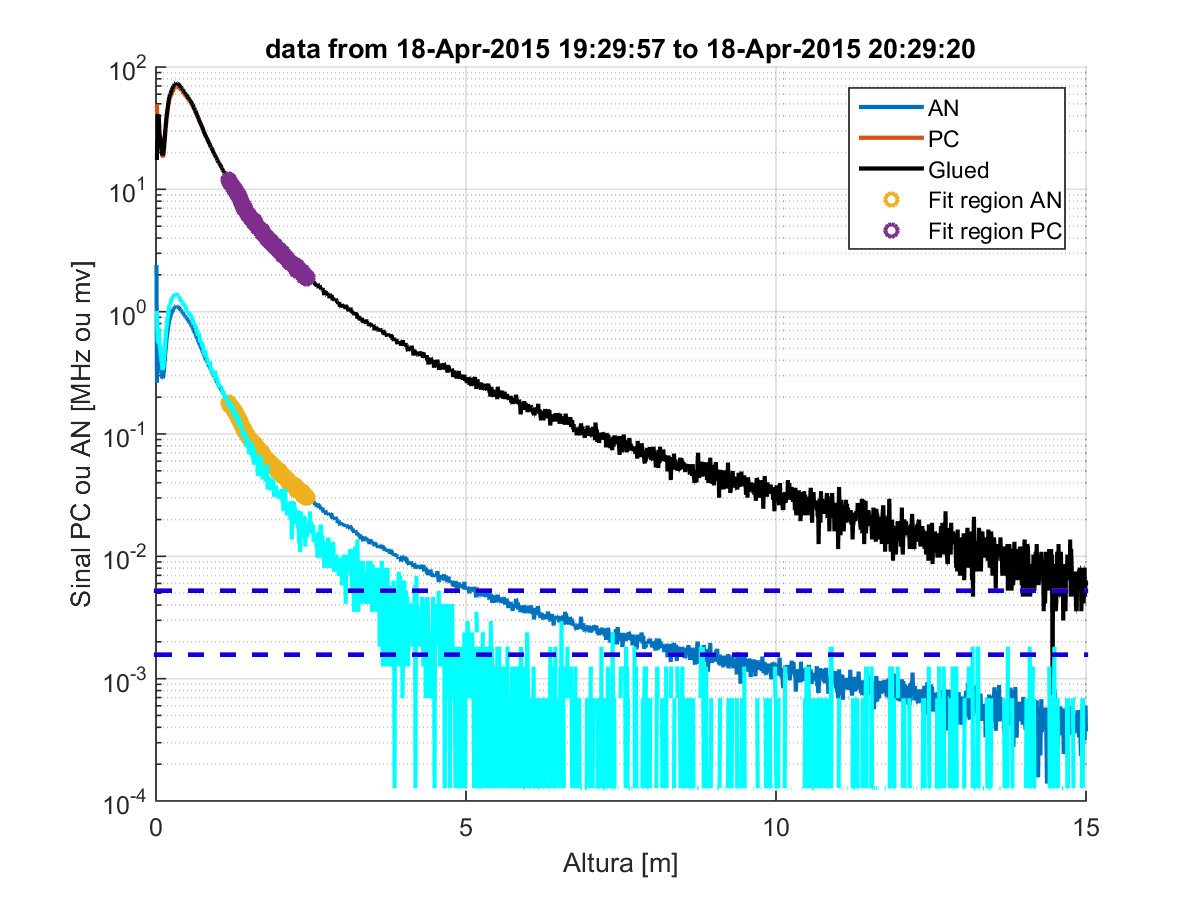 data from 18-Apr-2015 19:29:57 to 18-Apr-2015 20:29:20
AN
PC
Glued
Fit region AN
Fit region PC
Sinal PC ou AN [MHz ou mv]
10^2
10^1
10^0
10^-1
10^-2
10^-3
10^-4
0 5 10 15
Altura [m]